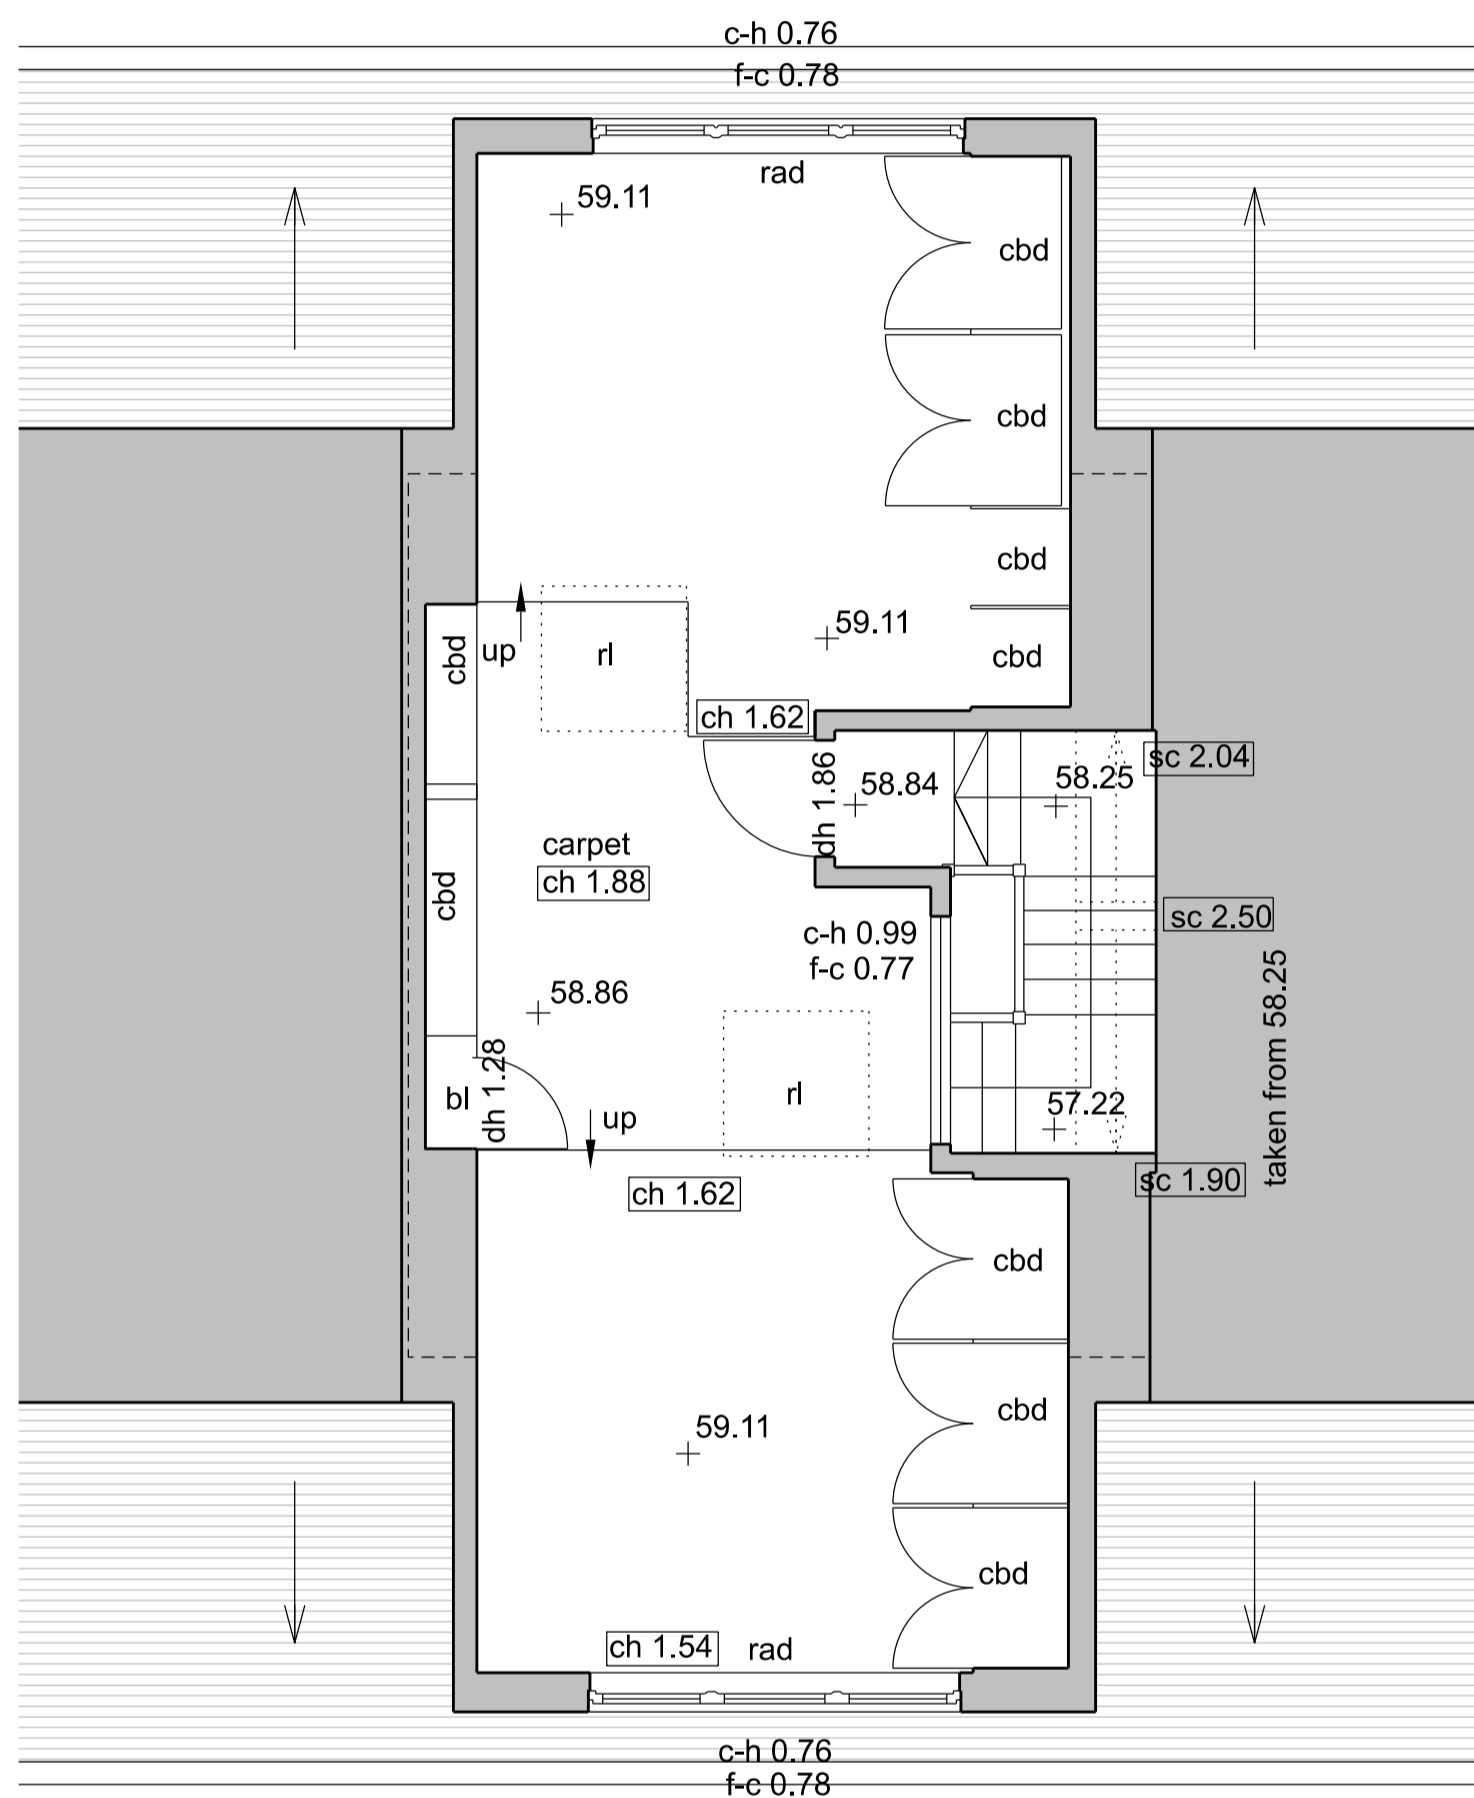 c-h 0.76
f-c 0.78
rad
59.11
cbd
cbd
cbd
59.11
cbd
cbd
up
rl
ch 1.62
sc 2.04
dh 1.86
58.84
58.25
carpet
ch 1.88
cbd
sc 2.50
c-h 0.99
f-c 0.77
58.86
taken from 58.25
dh 1.28
bl
rl
up
57.22
sc 1.90
ch 1.62
cbd
cbd
59.11
cbd
ch 1.54
rad
c-h 0.76
f-c 0.78